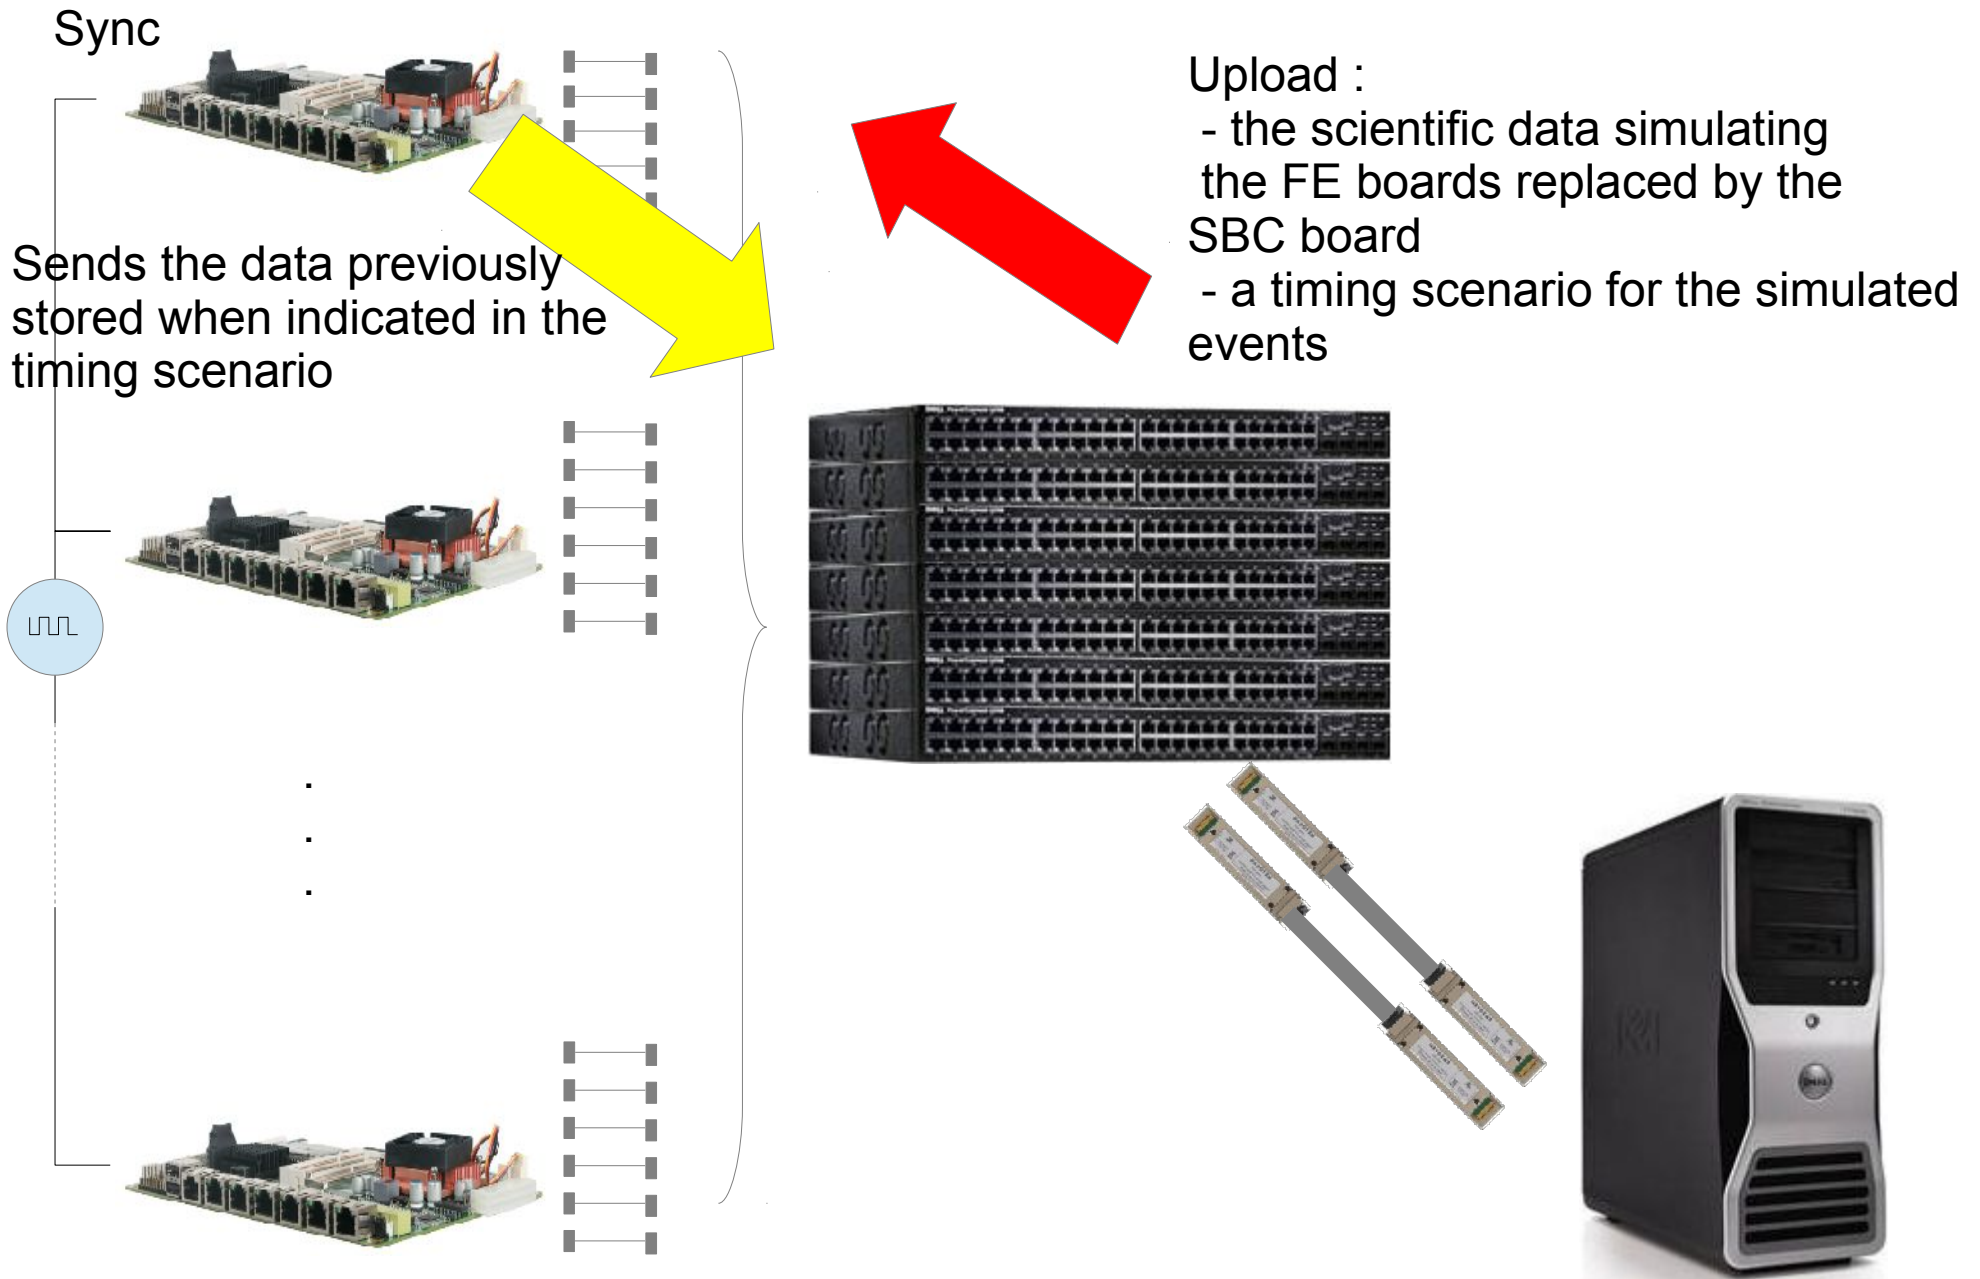 Sync
Upload :
- the scientific data simulating
the FE boards replaced by the
SBC board
- a timing scenario for the simulated
events
Sends the data previously
stored when indicated in the
timing scenario
DELL